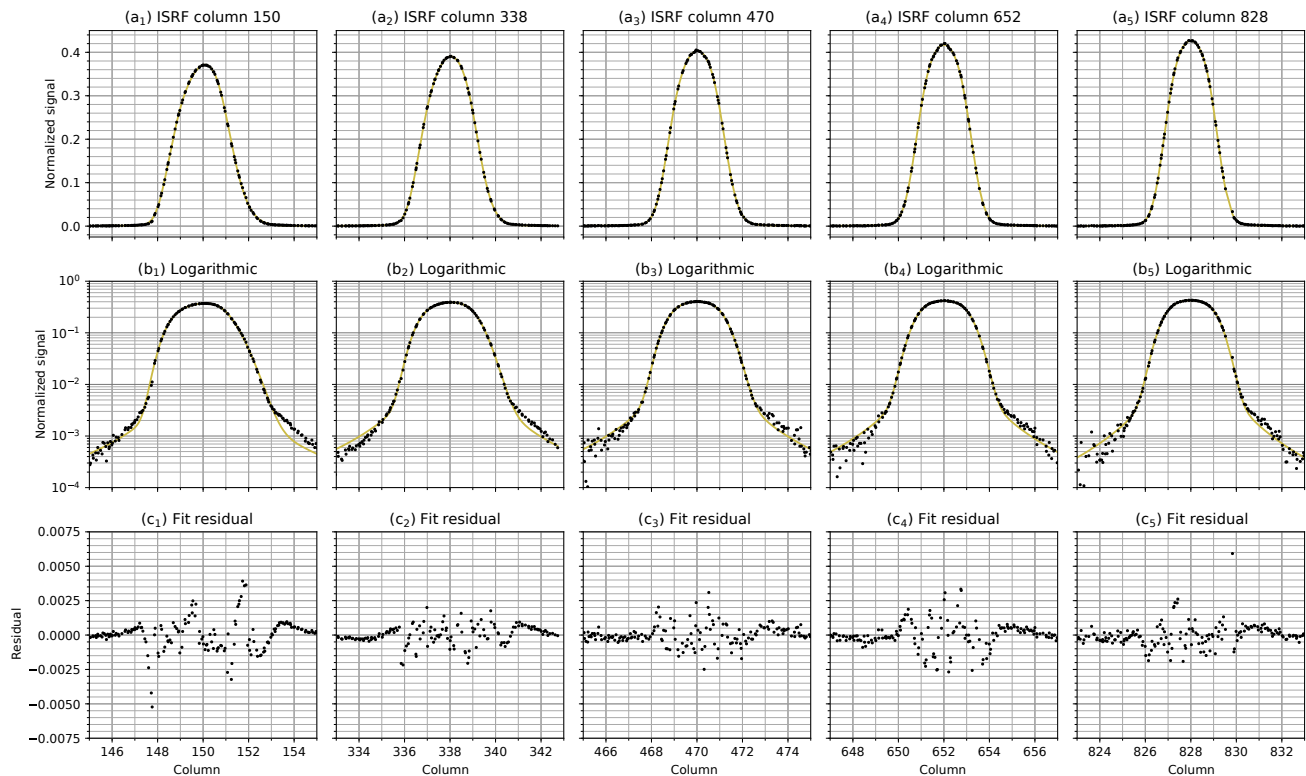 (a₁) ISRF column 150
(a₂) ISRF column 338
(a₃) ISRF column 470
(a₄) ISRF column 652
(a₅) ISRF column 828
0.4
0.3
0.2
0.1
0.0
Normalized signal
(b₁) Logarithmic
(b₂) Logarithmic
(b₃) Logarithmic
(b₄) Logarithmic
(b₅) Logarithmic
10⁰
10⁻¹
10⁻²
10⁻³
10⁻⁴
Normalized signal
(c₁) Fit residual
(c₂) Fit residual
(c₃) Fit residual
(c₄) Fit residual
(c₅) Fit residual
0.0075
0.0050
0.0025
0.0000
−0.0025
−0.0050
−0.0075
Residual
146 148 150 152 154
334 336 338 340 342
466 468 470 472 474
648 650 652 654 656
824 826 828 830 832
Column
Column
Column
Column
Column